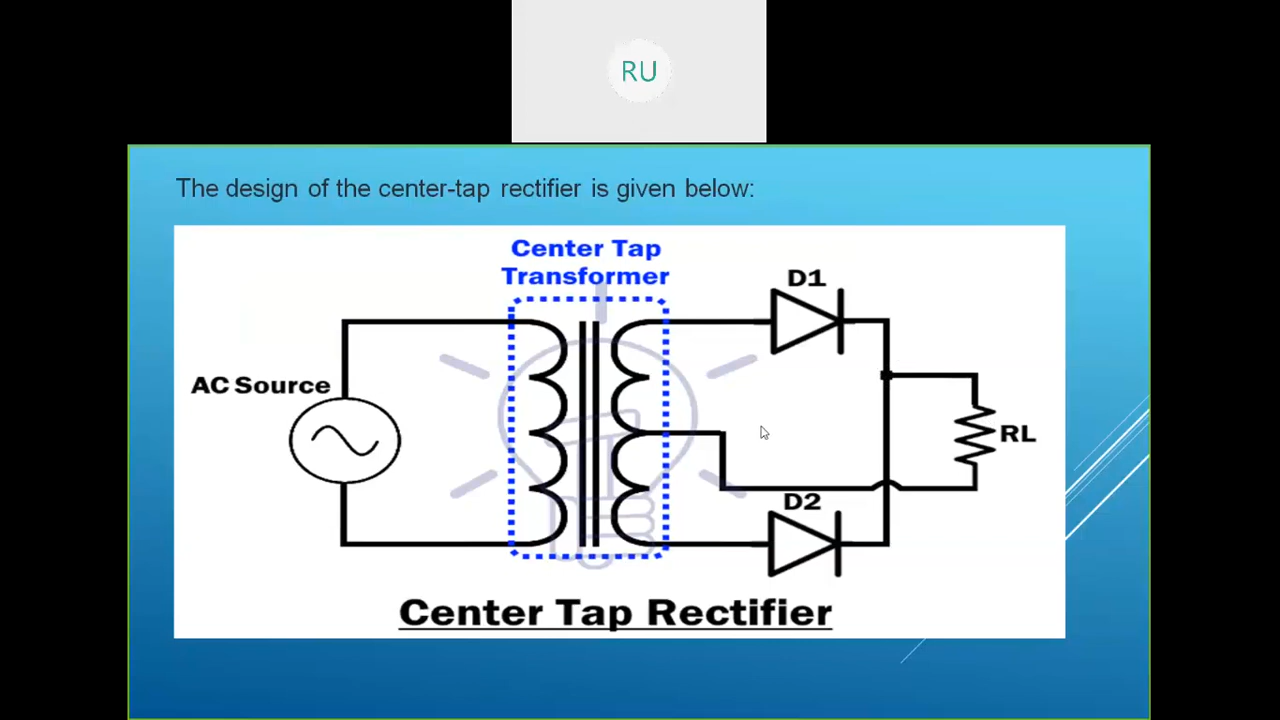 RU
The design of the center-tap rectifier is given below:
Center Tap
Transformer
D1
AC Source
RL
D2
Center Tap Rectifier